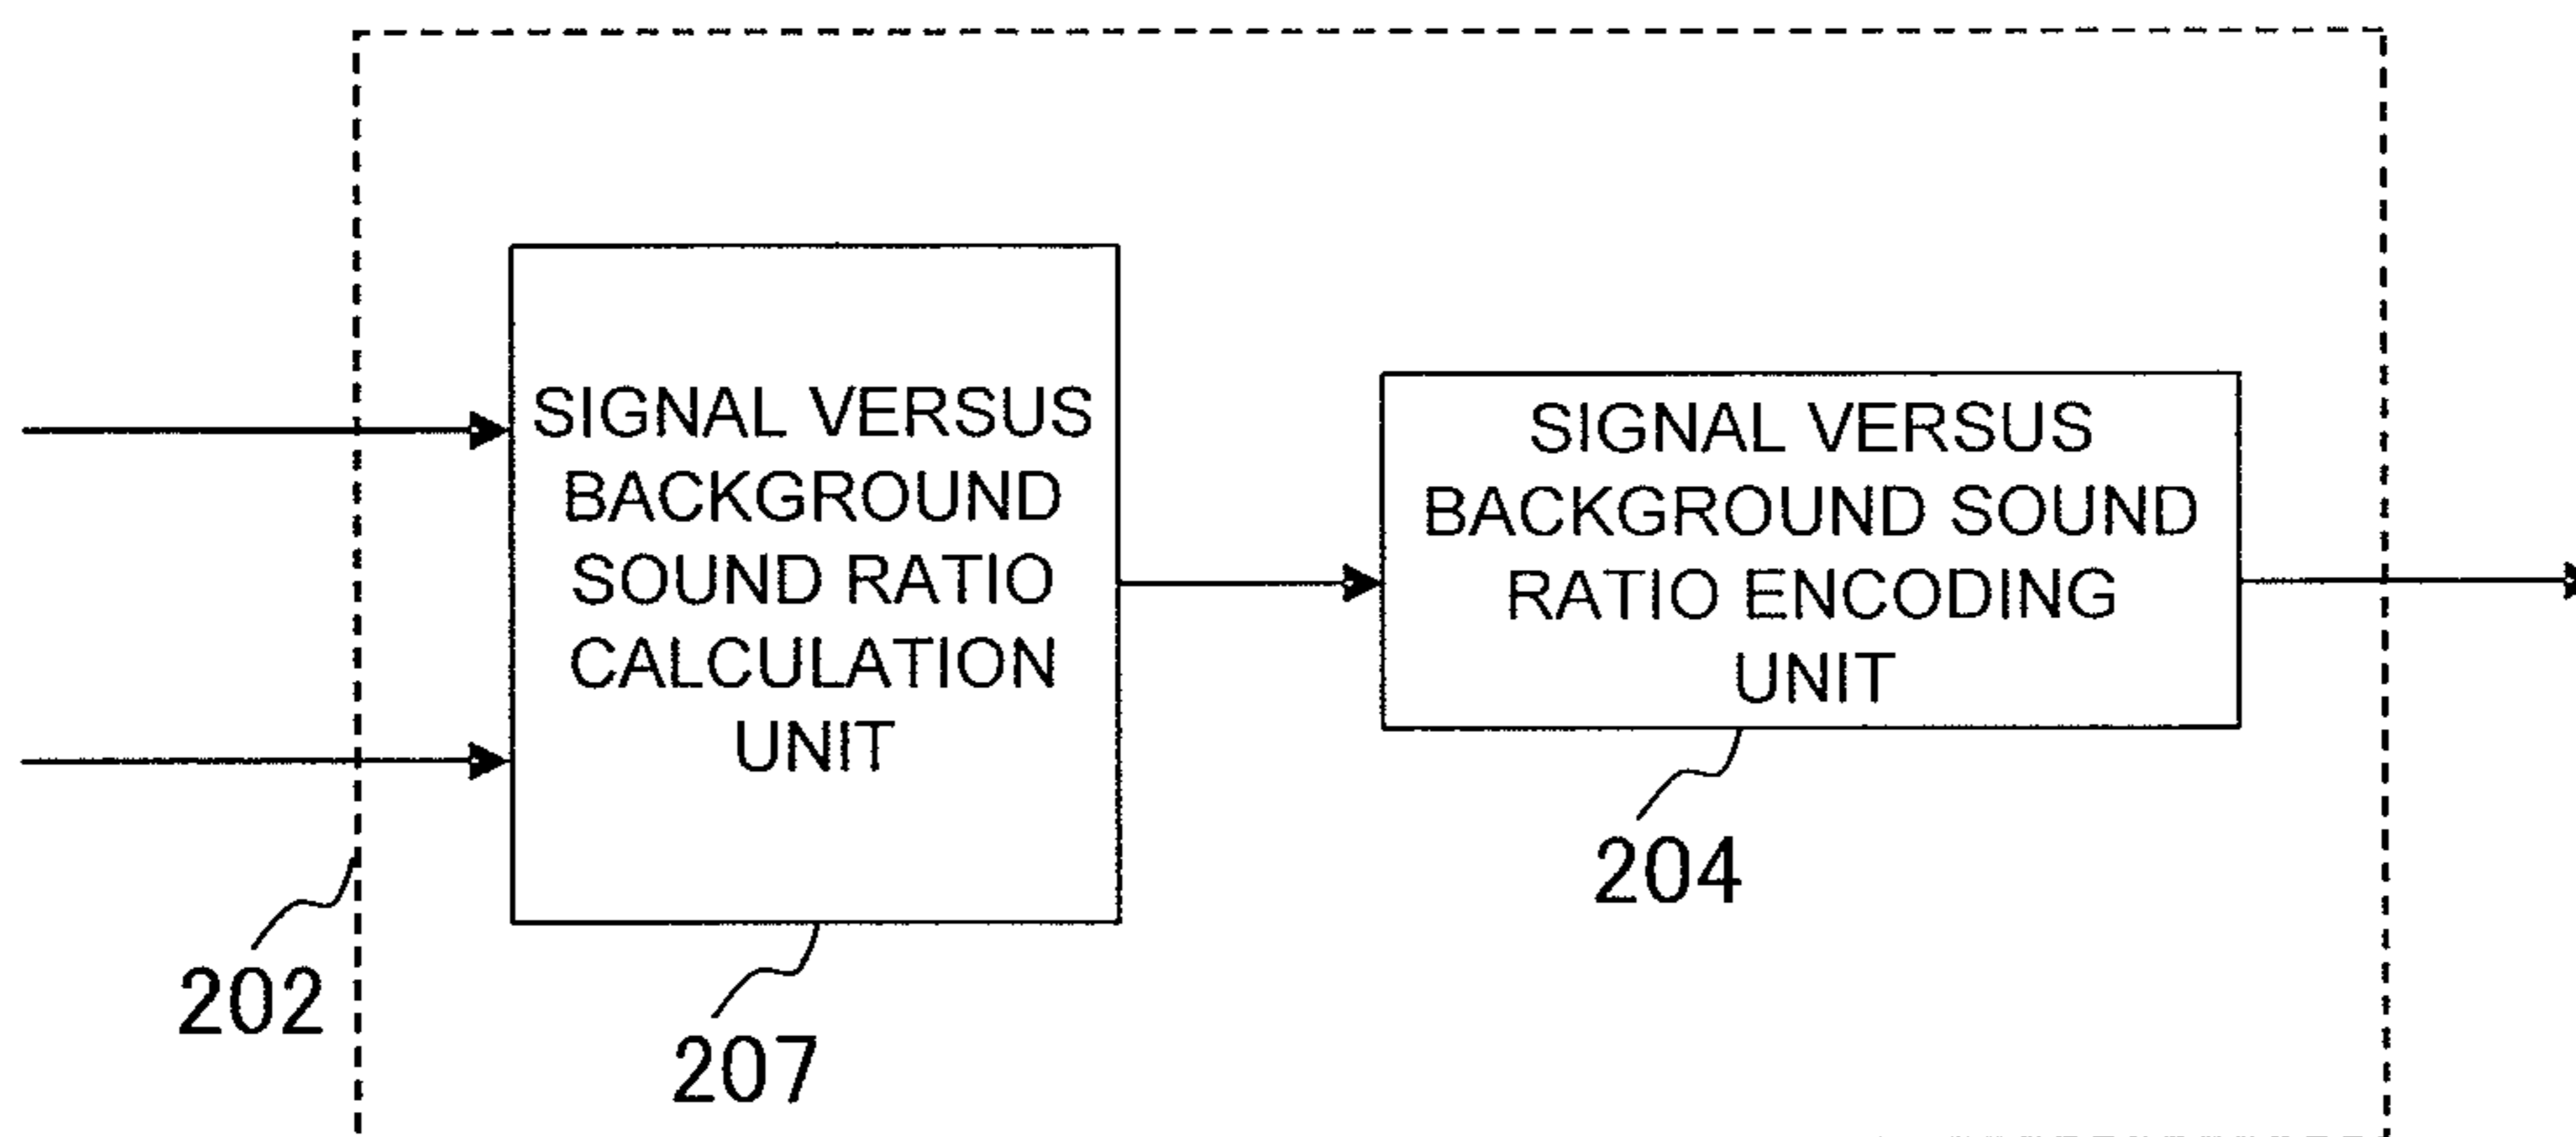 SIGNAL VERSUS
BACKGROUND
SOUND RATIO
CALCULATION
UNIT
SIGNAL VERSUS
BACKGROUND SOUND
RATIO ENCODING
UNIT
204
202
207